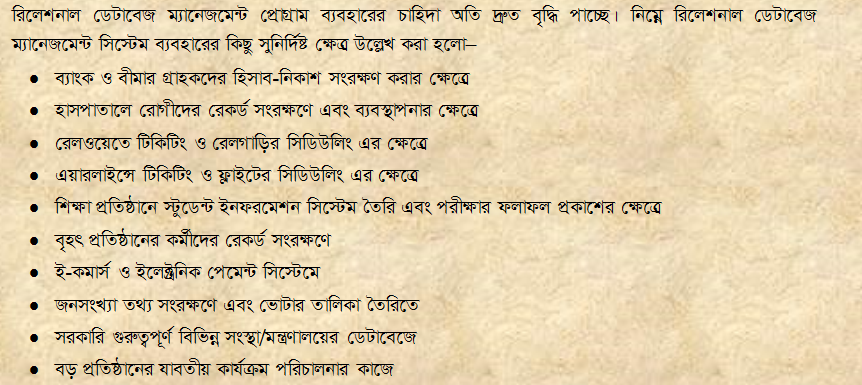 রিলেশনাল ডেটাবেজ ম্যানেজমেন্ট প্রোগ্রাম ব্যবহারের চাহিদা অতি দ্রুত বৃদ্ধি পাচ্ছে। নিম্নে রিলেশনাল ডেটাবেজ
ম্যানেজমেন্ট সিস্টেম ব্যবহারের কিছু সুনির্দিষ্ট ক্ষেত্র উল্লেখ করা হলো–
● ব্যাংক ও বীমার গ্রাহকদের হিসাব-নিকাশ সংরক্ষণ করার ক্ষেত্রে
● হাসপাতালে রোগীদের রেকর্ড সংরক্ষণে এবং ব্যবস্থাপনার ক্ষেত্রে
● রেলওয়েতে টিকিটিং ও রেলগাড়ির সিডিউলিং এর ক্ষেত্রে
● এয়ারলাইন্সে টিকিটিং ও ফ্লাইটের সিডিউলিং এর ক্ষেত্রে
● শিক্ষা প্রতিষ্ঠানে স্টুডেন্ট ইনফরমেশন সিস্টেম তৈরি এবং পরীক্ষার ফলাফল প্রকাশের ক্ষেত্রে
● বৃহৎ প্রতিষ্ঠানের কর্মীদের রেকর্ড সংরক্ষণে
● ই-কমার্স ও ইলেক্ট্রনিক পেমেন্ট সিস্টেমে
● জনসংখ্যা তথ্য সংরক্ষণে এবং ভোটার তালিকা তৈরিতে
● সরকারি গুরুত্বপূর্ণ বিভিন্ন সংস্থা/মন্ত্রণালয়ের ডেটাবেজে
● বড় প্রতিষ্ঠানের যাবতীয় কার্যক্রম পরিচালনার কাজে